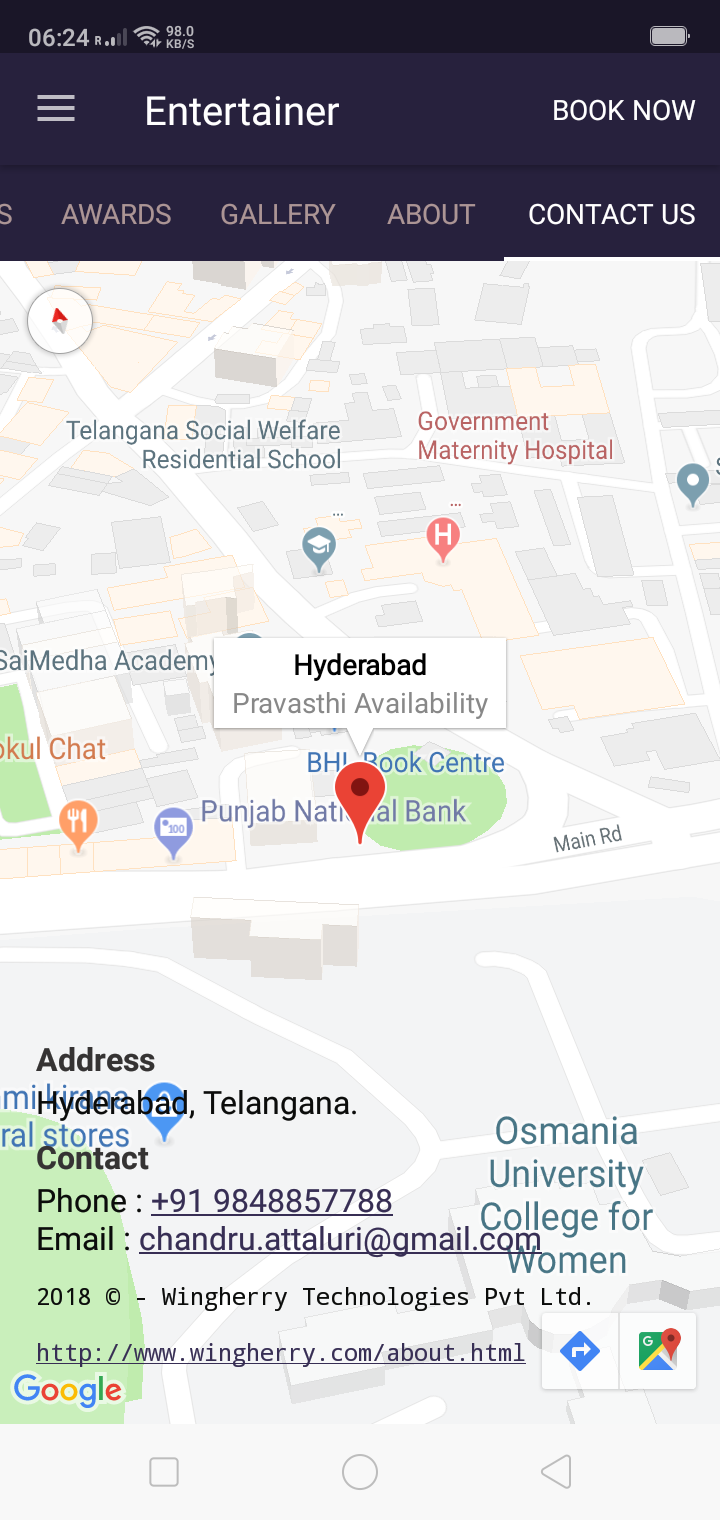 06:24 R 98.0 KB/S
Entertainer BOOK NOW
S AWARDS GALLERY ABOUT CONTACT US
Telangana Social Welfare
Residential School
Government
Maternity Hospital
S
...
...
H
Hyderabad
Pravasthi Availability
SaiMedha Academy
okul Chat
BHL Book Centre
Punjab National Bank
100
Main Rd
Address
mi kirana
Hyderabad, Telangana.
ral stores
Contact
Osmania
University
College for
Women
Phone : +91 9848857788
Email : chandru.attaluri@gmail.com
2018 © - Wingherry Technologies Pvt Ltd.
http://www.wingherry.com/about.html
G
Google